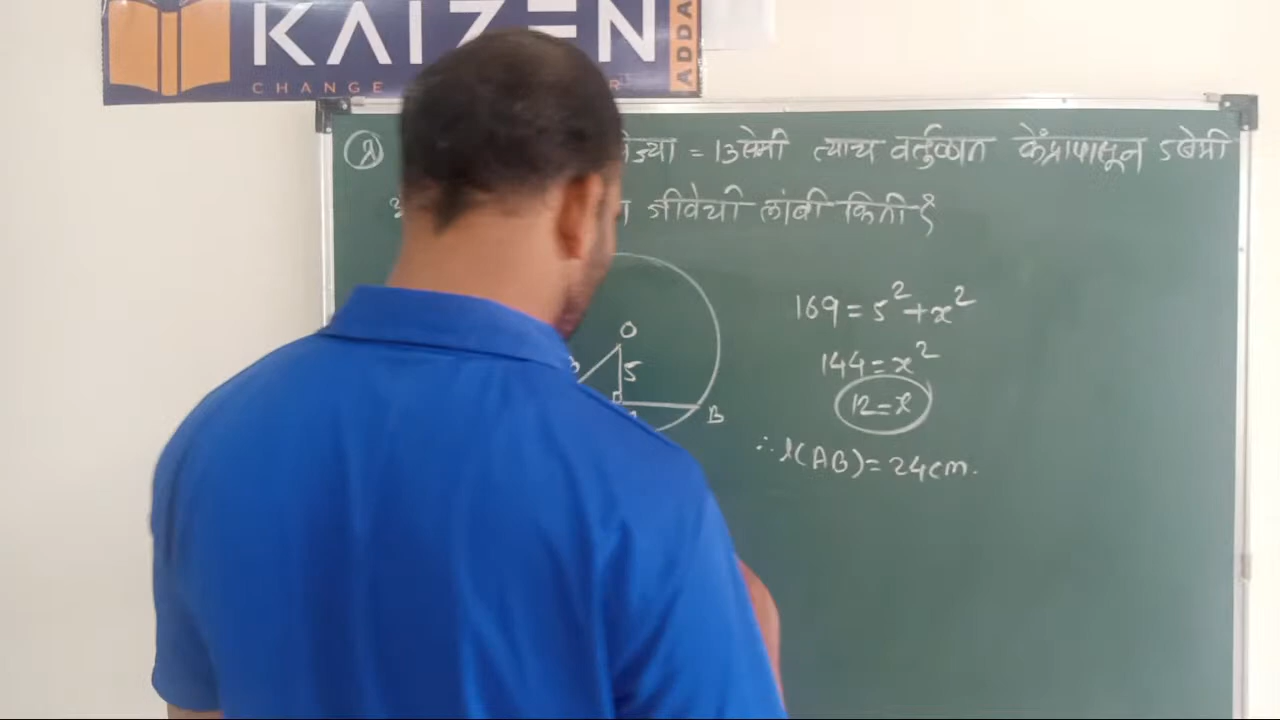 KAIZEN
ADDA
CHANGE
त्रिज्या = 13सेमी त्याच वर्तुळात केंद्रापासून 5सेमी
जीवेची लांबी किती?
O
5
B
169 = 5² + x²
144 = x²
12 = x
∴ l(AB) = 24cm.